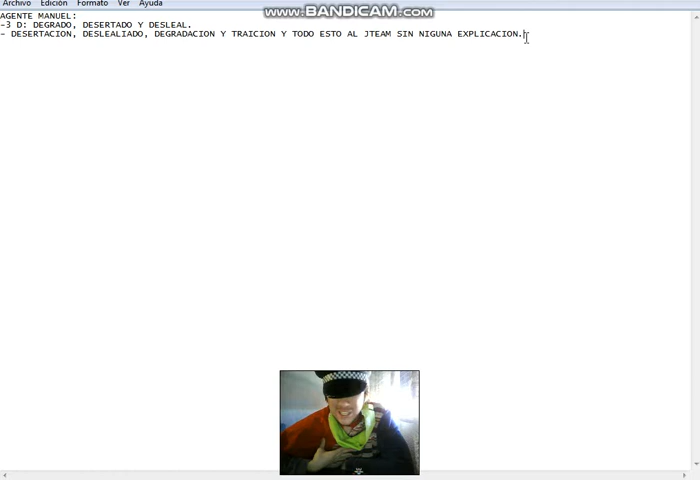 www.BANDICAM.com
Archivo Edición Formato Ver Ayuda
AGENTE MANUEL:
-3 D: DEGRADO, DESERTADO Y DESLEAL.
- DESERTACION, DESLEALIADO, DEGRADACION Y TRAICION Y TODO ESTO AL JTEAM SIN NIGUNA EXPLICACION.